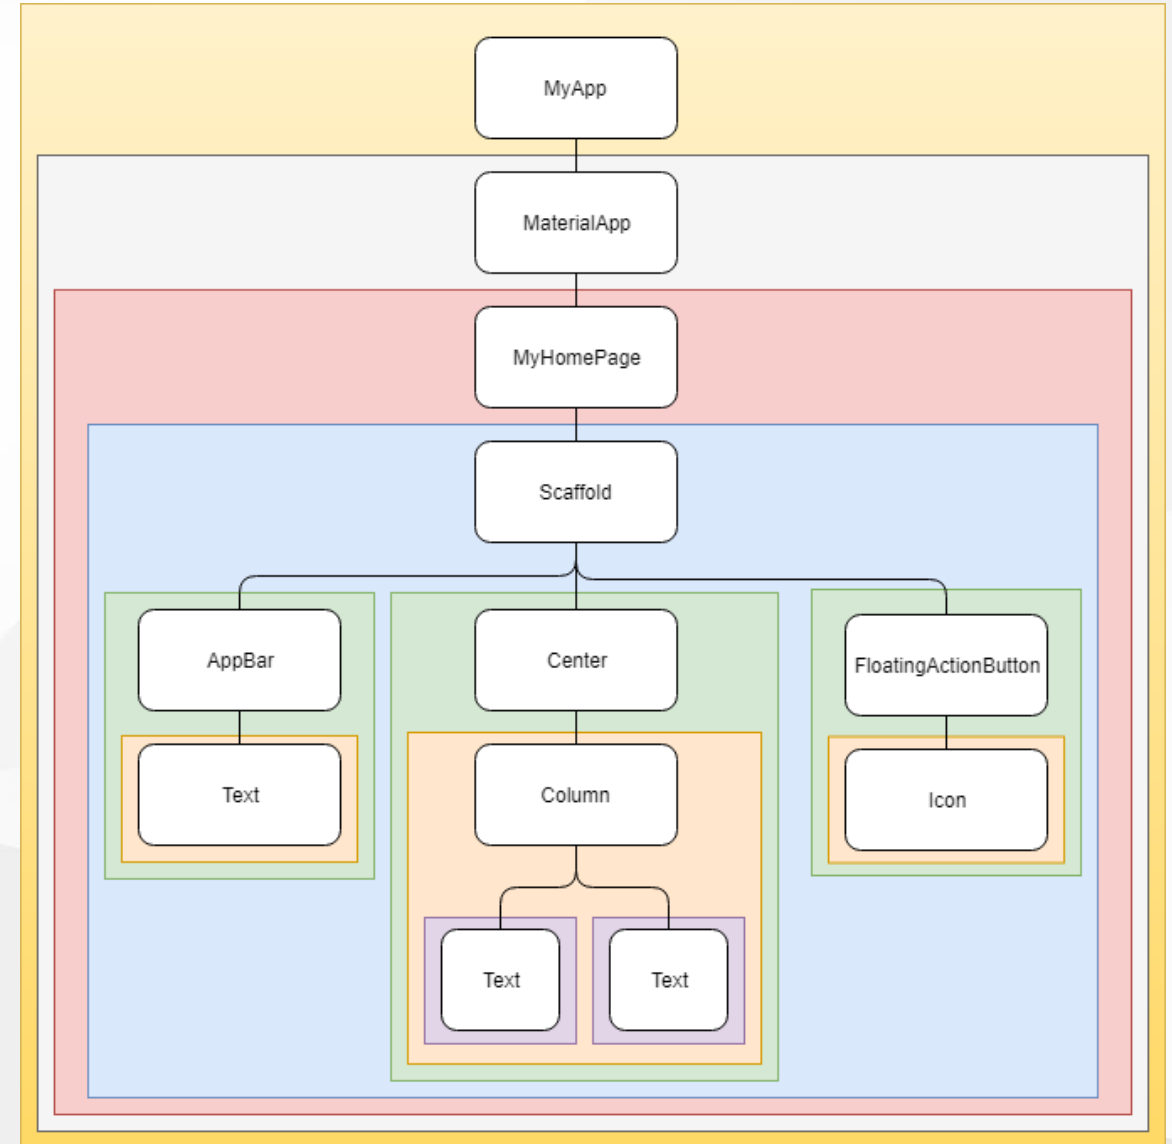 MyApp
MaterialApp
MyHomePage
Scaffold
AppBar
Center
FloatingActionButton
Text
Column
Icon
Text
Text